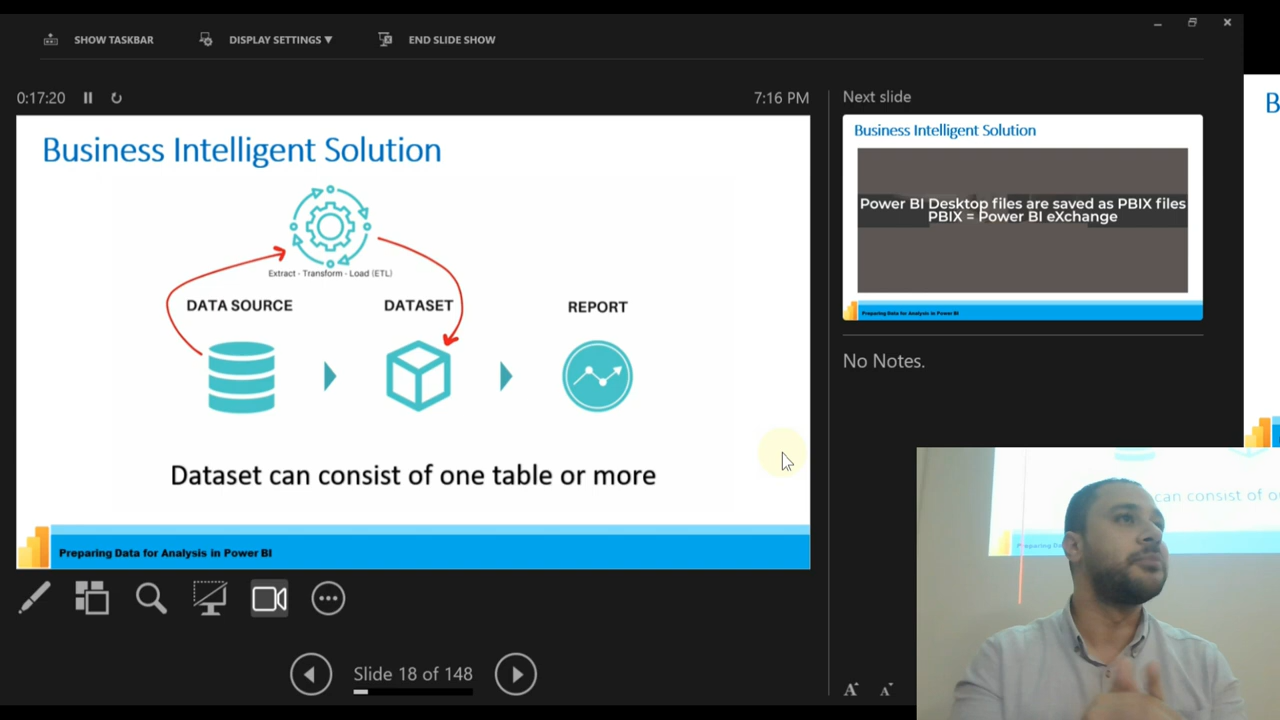 SHOW TASKBAR
DISPLAY SETTINGS ▼
END SLIDE SHOW
0:17:20
7:16 PM
Business Intelligent Solution
Extract - Transform - Load (ETL)
DATA SOURCE
DATASET
REPORT
Dataset can consist of one table or more
Preparing Data for Analysis in Power BI
Slide 18 of 148
Next slide
Business Intelligent Solution
Power BI Desktop files are saved as PBIX files
PBIX = Power BI eXchange
Preparing Data for Analysis in Power BI
No Notes.
A A
B
can consist of o
Preparing Da